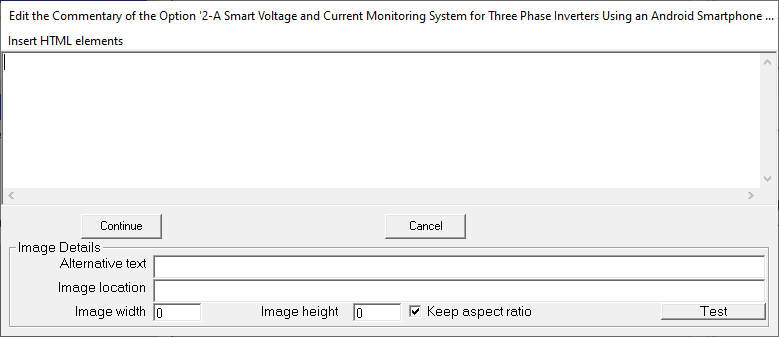 Edit the Commentary of the Option '2-A Smart Voltage and Current Monitoring System for Three Phase Inverters Using an Android Smartphone ...
Insert HTML elements
Continue
Cancel
Image Details
Alternative text
Image location
Image width 0 Image height 0 Keep aspect ratio Test